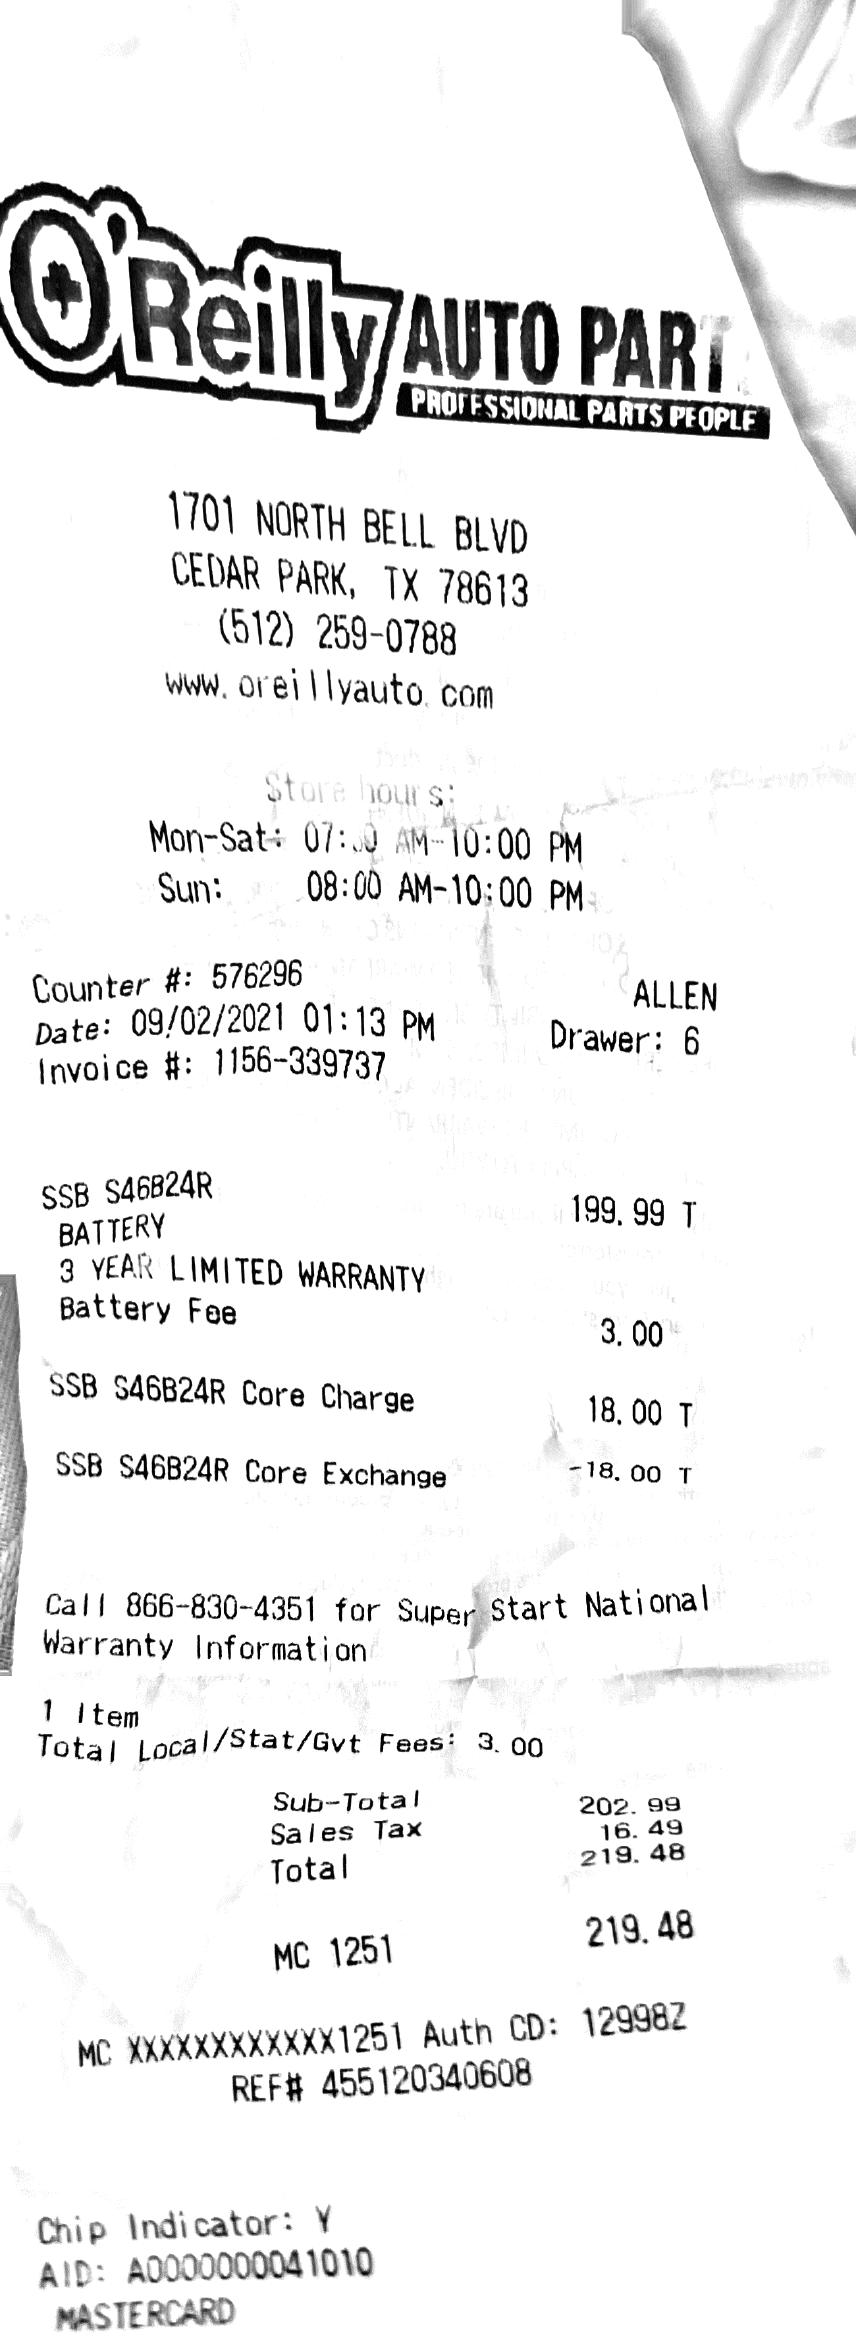 O'Reilly AUTO PART
PROFESSIONAL PARTS PEOPLE
1701 NORTH BELL BLVD
CEDAR PARK, TX 78613
(512) 259-0788
www.oreillyauto.com
Store hours:
Mon-Sat: 07:00 AM-10:00 PM
Sun: 08:00 AM-10:00 PM
Counter #: 576296 ALLEN
Date: 09/02/2021 01:13 PM Drawer: 6
Invoice #: 1156-339737
SSB S46B24R 199.99 T
BATTERY
3 YEAR LIMITED WARRANTY
Battery Fee 3.00
SSB S46B24R Core Charge 18.00 T
SSB S46B24R Core Exchange -18.00 T
Call 866-830-4351 for Super Start National
Warranty Information
1 Item
Total Local/Stat/Gvt Fees: 3.00
Sub-Total 202.99
Sales Tax 16.49
Total 219.48
MC 1251 219.48
MC XXXXXXXXXXXX1251 Auth CD: 12998Z
REF# 455120340608
Chip Indicator: Y
AID: A0000000041010
MASTERCARD